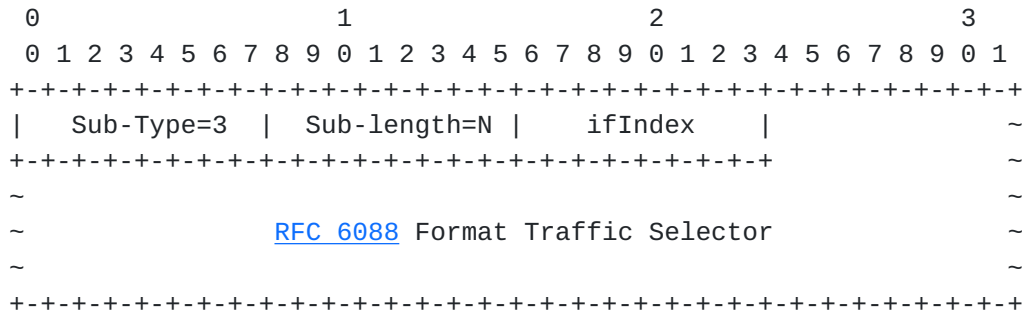 0                   1                   2                   3
 0 1 2 3 4 5 6 7 8 9 0 1 2 3 4 5 6 7 8 9 0 1 2 3 4 5 6 7 8 9 0 1
+-+-+-+-+-+-+-+-+-+-+-+-+-+-+-+-+-+-+-+-+-+-+-+-+-+-+-+-+-+-+-+-+
|   Sub-Type=3  | Sub-length=N |    ifIndex    |               ~
+-+-+-+-+-+-+-+-+-+-+-+-+-+-+-+-+-+-+-+-+-+-+-+-+               ~
~                                                               ~
~                RFC 6088 Format Traffic Selector               ~
~                                                               ~
+-+-+-+-+-+-+-+-+-+-+-+-+-+-+-+-+-+-+-+-+-+-+-+-+-+-+-+-+-+-+-+-+